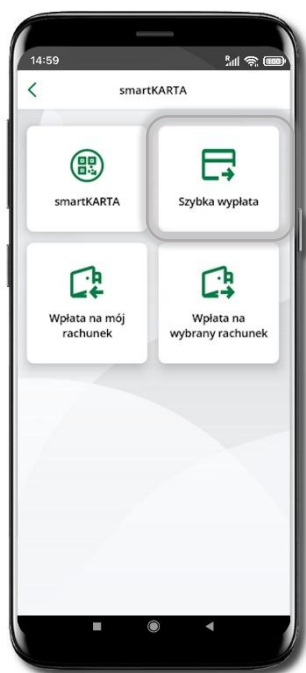 14:59
smartKARTA
smartKARTA
Szybka wypłata
Wpłata na mój
rachunek
Wpłata na
wybrany rachunek